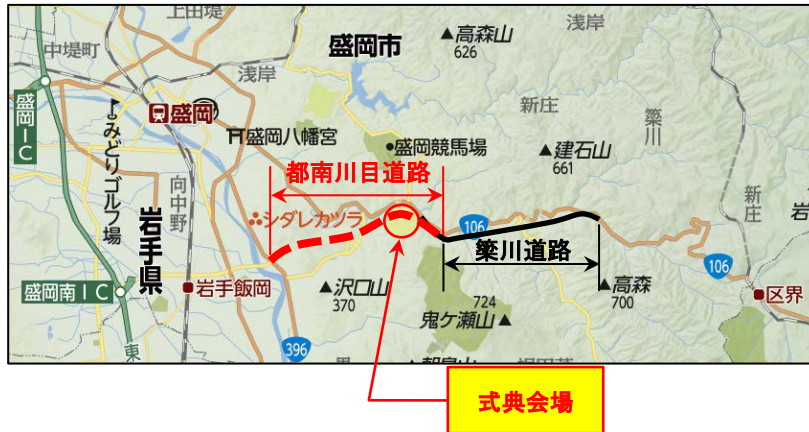 上田堤
浅岸
中堤町
盛岡市
▲高森山
626
浅岸
盛岡IC
盛岡
新庄
簗川
みどりゴルフ場
盛岡八幡宮
盛岡競馬場
▲建石山
661
都南川目道路
向中野
新庄
岩
岩手県
シダレカツラ
106
簗川道路
106
盛岡南IC
岩手飯岡
▲沢口山
370
724
鬼ケ瀬山▲
▲高森
700
区界
東
396
式典会場